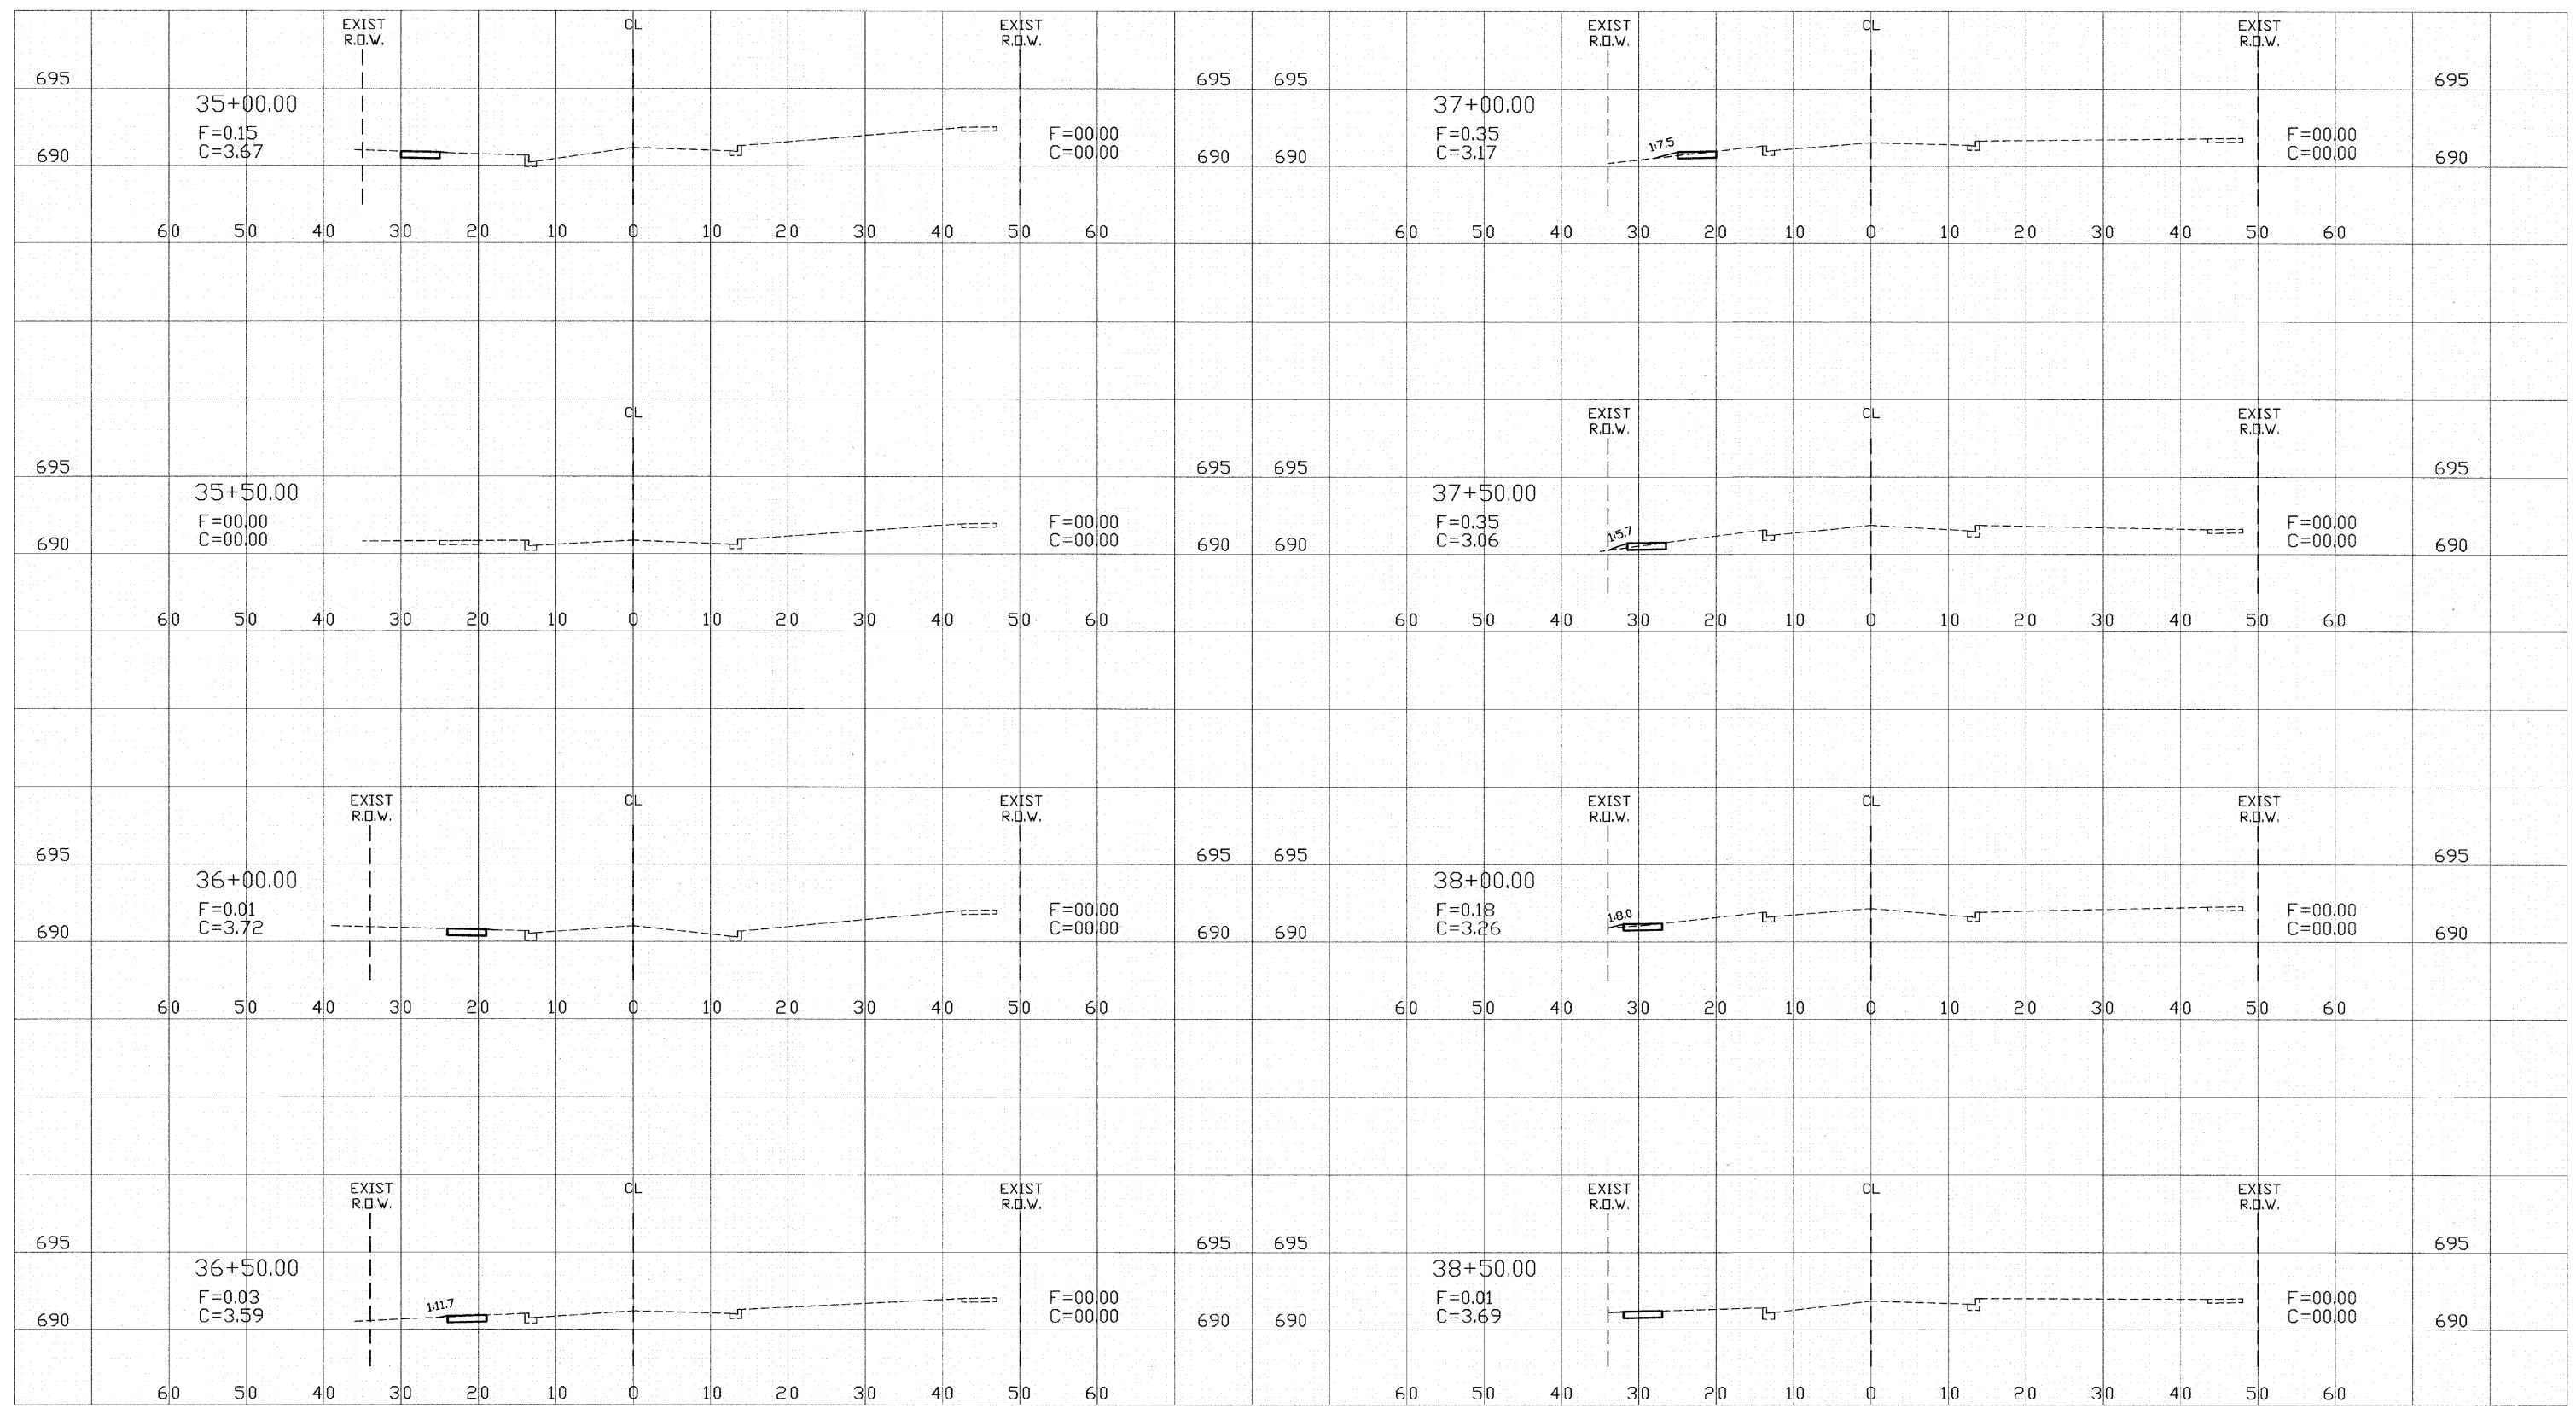 EXIST
R.O.W.
CL
EXIST
R.O.W.
695
695
35+00.00
F=0.15
C=3.67
F=00.00
C=00.00
690
690
60 50 40 30 20 10 0 10 20 30 40 50 60
CL
695
695
35+50.00
F=00.00
C=00.00
F=00.00
C=00.00
690
690
60 50 40 30 20 10 0 10 20 30 40 50 60
EXIST
R.O.W.
CL
EXIST
R.O.W.
695
695
36+00.00
F=0.01
C=3.72
F=00.00
C=00.00
690
690
60 50 40 30 20 10 0 10 20 30 40 50 60
EXIST
R.O.W.
CL
EXIST
R.O.W.
695
695
36+50.00
F=0.03
C=3.59
1:11.7
F=00.00
C=00.00
690
690
60 50 40 30 20 10 0 10 20 30 40 50 60
EXIST
R.O.W.
CL
EXIST
R.O.W.
695
695
37+00.00
F=0.35
C=3.17
1:7.5
F=00.00
C=00.00
690
690
60 50 40 30 20 10 0 10 20 30 40 50 60
EXIST
R.O.W.
CL
EXIST
R.O.W.
695
695
37+50.00
F=0.35
C=3.06
1:5.7
F=00.00
C=00.00
690
690
60 50 40 30 20 10 0 10 20 30 40 50 60
EXIST
R.O.W.
CL
EXIST
R.O.W.
695
695
38+00.00
F=0.18
C=3.26
1:8.0
F=00.00
C=00.00
690
690
60 50 40 30 20 10 0 10 20 30 40 50 60
EXIST
R.O.W.
CL
EXIST
R.O.W.
695
695
38+50.00
F=0.01
C=3.69
F=00.00
C=00.00
690
690
60 50 40 30 20 10 0 10 20 30 40 50 60